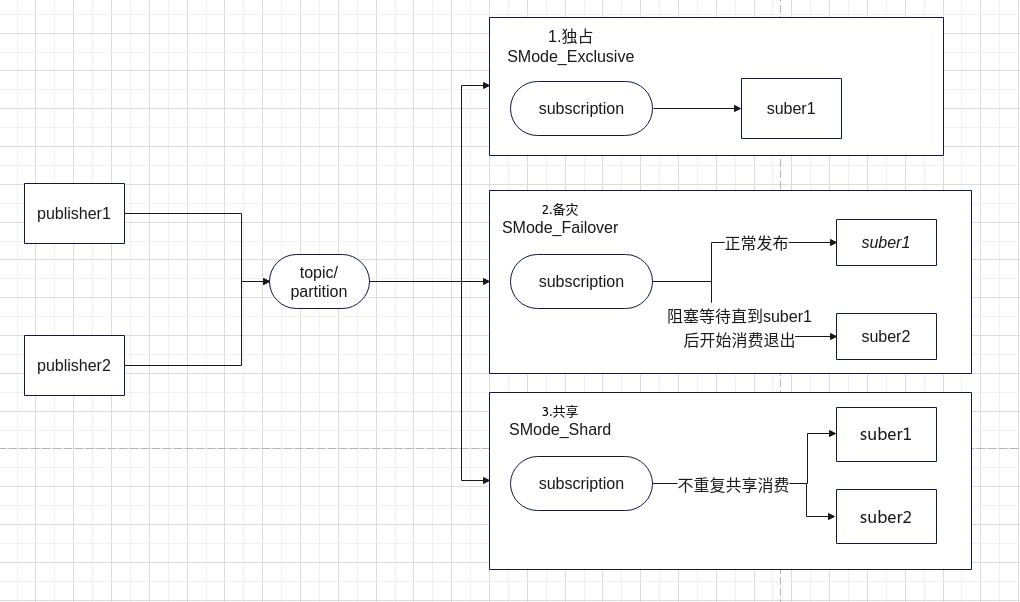 publisher1
publisher2
topic/
partition
1.独占
SMode_Exclusive
subscription
suber1
2.备灾
SMode_Failover
subscription
正常发布
suber1
阻塞等待直到suber1
后开始消费退出
suber2
3.共享
SMode_Shard
subscription
不重复共享消费
suber1
suber2